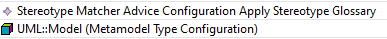 Stereotype Matcher Advice Configuration Apply Stereotype Glossary
UML::Model (Metamodel Type Configuration)